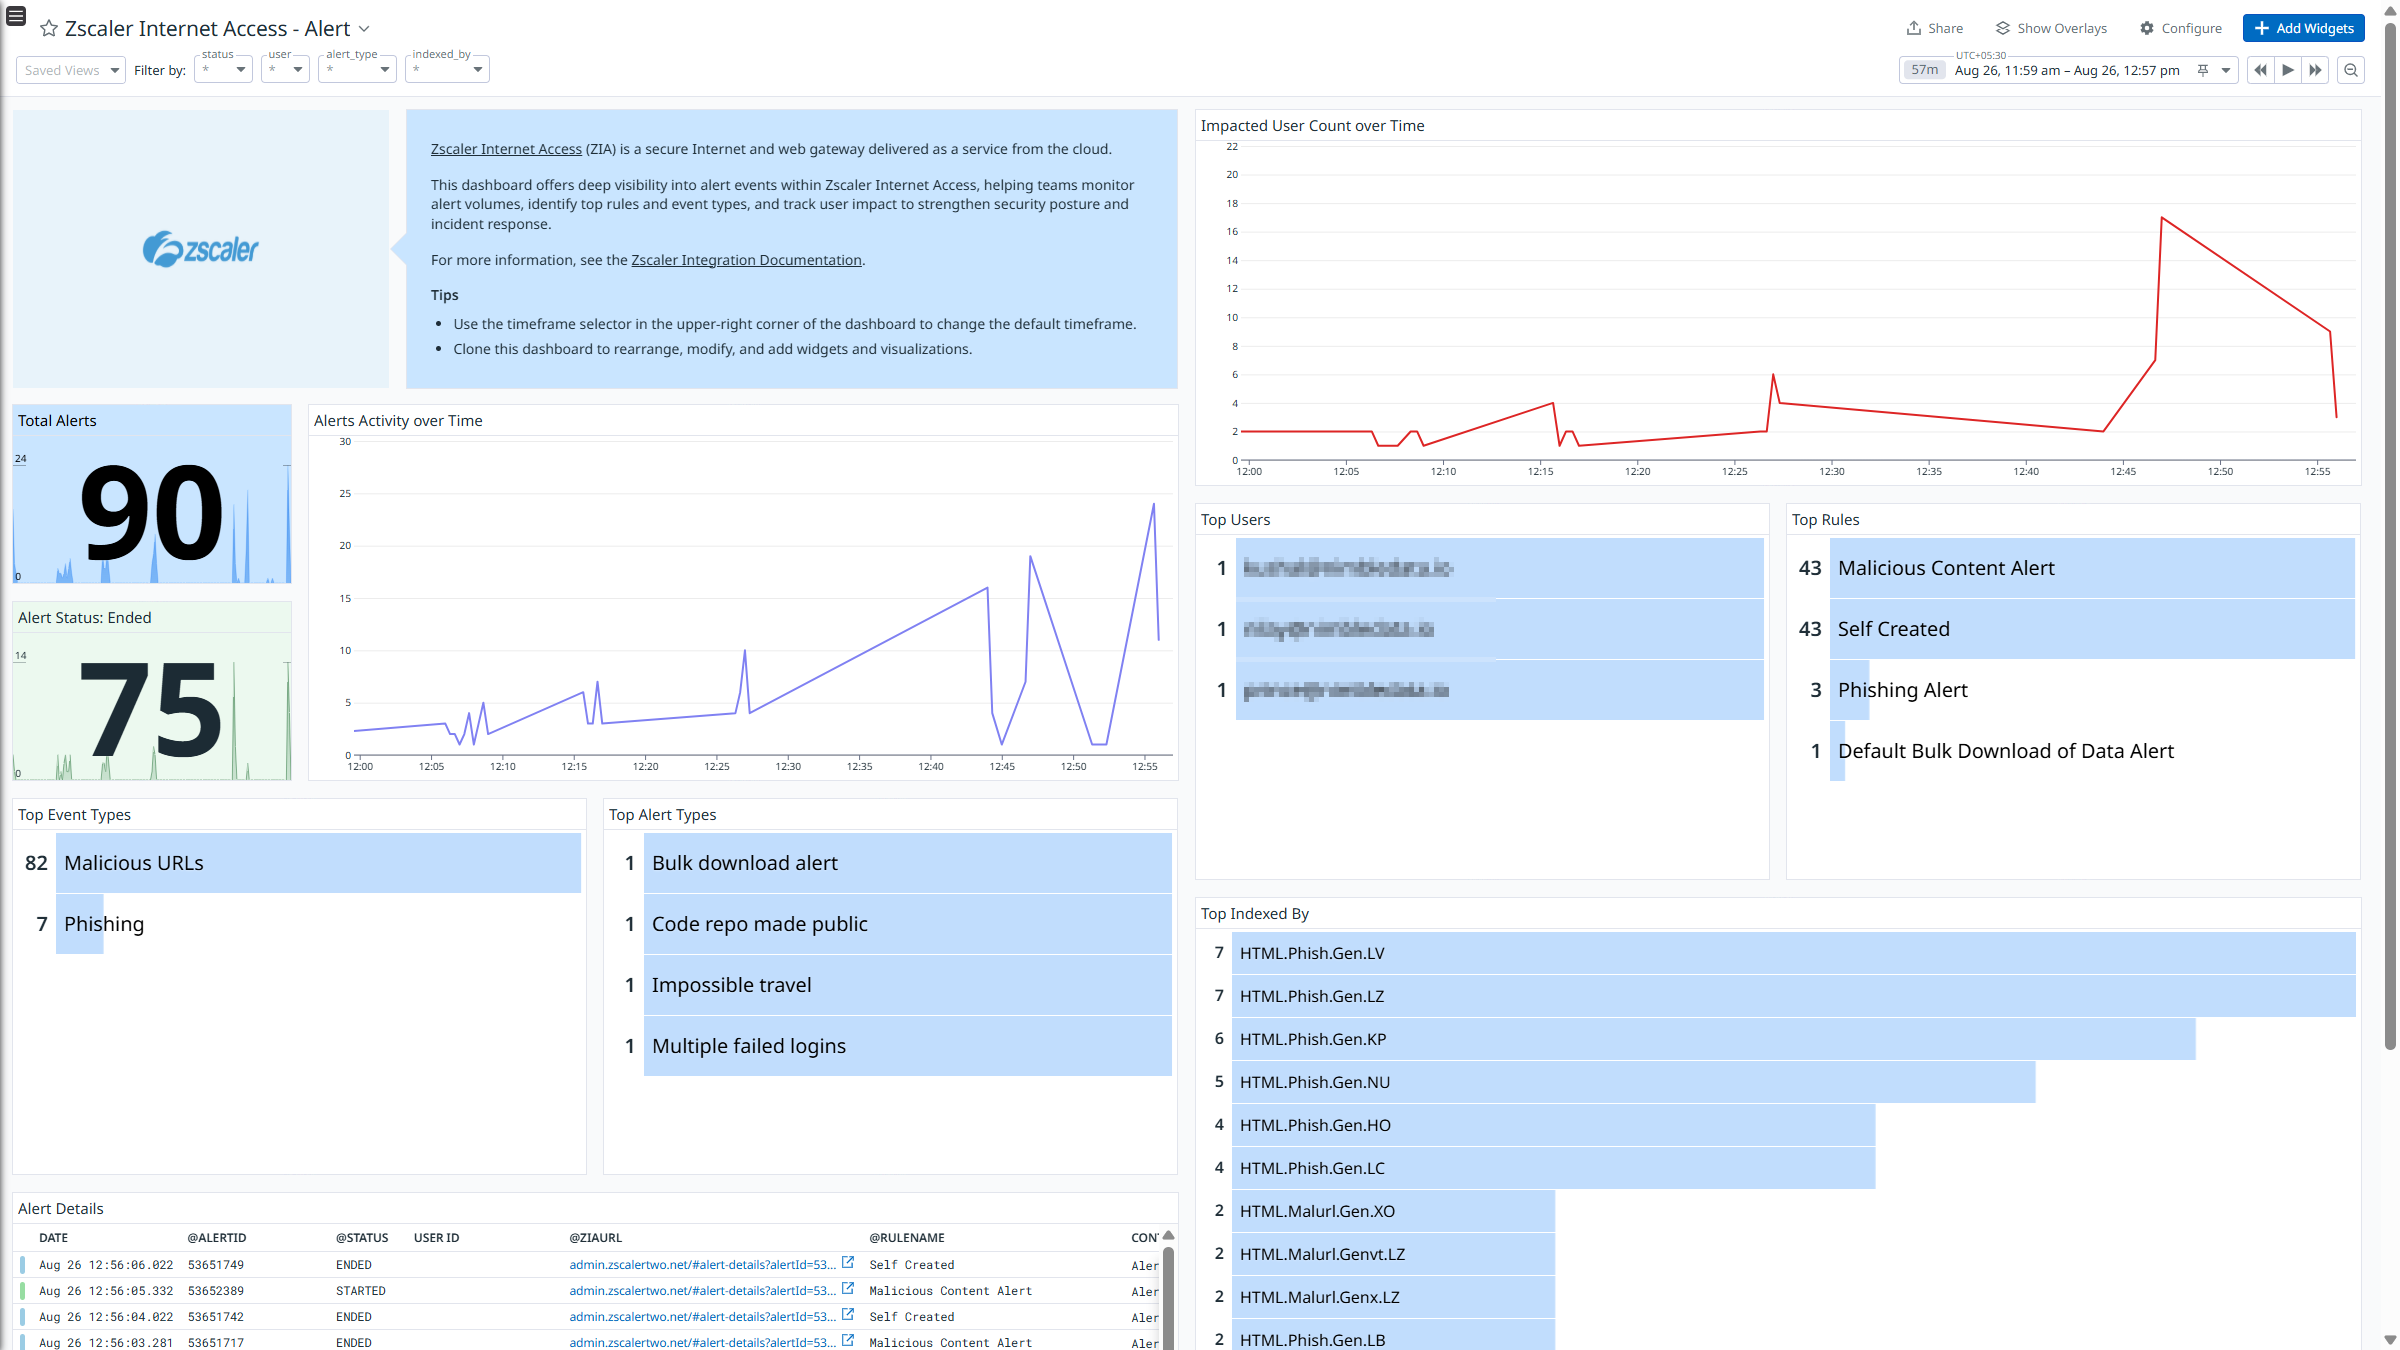 Zscaler Internet Access - Alert
Share
Show Overlays
Configure
Add Widgets
Saved Views
Filter by:
status
*
user
*
alert_type
*
indexed_by
*
UTC+05:30
57m
Aug 26, 11:59 am – Aug 26, 12:57 pm
zscaler
Zscaler Internet Access (ZIA) is a secure Internet and web gateway delivered as a service from the cloud.
This dashboard offers deep visibility into alert events within Zscaler Internet Access, helping teams monitor
alert volumes, identify top rules and event types, and track user impact to strengthen security posture and
incident response.
For more information, see the Zscaler Integration Documentation.
Tips
• Use the timeframe selector in the upper-right corner of the dashboard to change the default timeframe.
• Clone this dashboard to rearrange, modify, and add widgets and visualizations.
Total Alerts
24
90
0
Alert Status: Ended
14
75
0
Alerts Activity over Time
30
25
20
15
10
5
0
12:00 12:05 12:10 12:15 12:20 12:25 12:30 12:35 12:40 12:45 12:50 12:55
Top Event Types
82 Malicious URLs
7 Phishing
Top Alert Types
1 Bulk download alert
1 Code repo made public
1 Impossible travel
1 Multiple failed logins
Alert Details
DATE @ALERTID @STATUS USER ID @ZIAURL @RULENAME CON
Aug 26 12:56:06.022 53651749 ENDED admin.zscalertwo.net/#alert-details?alertId=53... Self Created Aler
Aug 26 12:56:05.332 53652389 STARTED admin.zscalertwo.net/#alert-details?alertId=53... Malicious Content Alert Aler
Aug 26 12:56:04.022 53651742 ENDED admin.zscalertwo.net/#alert-details?alertId=53... Self Created Aler
Aug 26 12:56:03.281 53651717 ENDED admin.zscalertwo.net/#alert-details?alertId=53... Malicious Content Alert Aler
Impacted User Count over Time
22
20
18
16
14
12
10
8
6
4
2
0
12:00 12:05 12:10 12:15 12:20 12:25 12:30 12:35 12:40 12:45 12:50 12:55
Top Users
1
1
1
Top Rules
43 Malicious Content Alert
43 Self Created
3 Phishing Alert
1 Default Bulk Download of Data Alert
Top Indexed By
7 HTML.Phish.Gen.LV
7 HTML.Phish.Gen.LZ
6 HTML.Phish.Gen.KP
5 HTML.Phish.Gen.NU
4 HTML.Phish.Gen.HO
4 HTML.Phish.Gen.LC
2 HTML.Malurl.Gen.XO
2 HTML.Malurl.Genvt.LZ
2 HTML.Malurl.Genx.LZ
2 HTML.Phish.Gen.LB